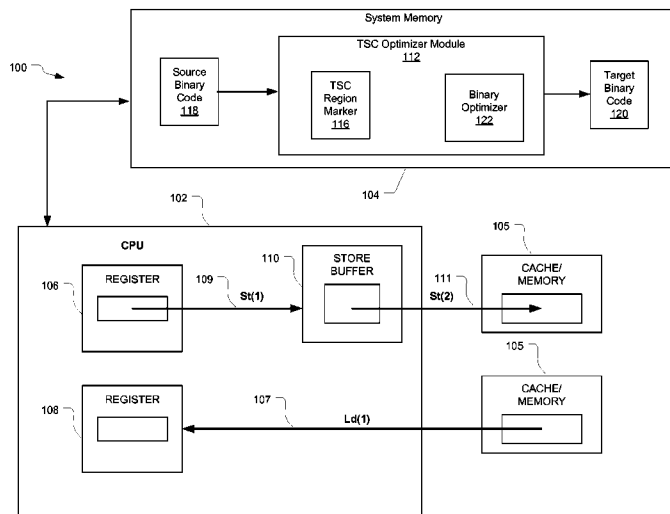 System Memory
TSC Optimizer Module
112
100
Source
Binary
Code
118
TSC
Region
Marker
116
Binary
Optimizer
122
Target
Binary
Code
120
104
102
CPU
106
REGISTER
109
St(1)
110
STORE
BUFFER
111
St(2)
105
CACHE/
MEMORY
105
CACHE/
MEMORY
108
REGISTER
107
Ld(1)